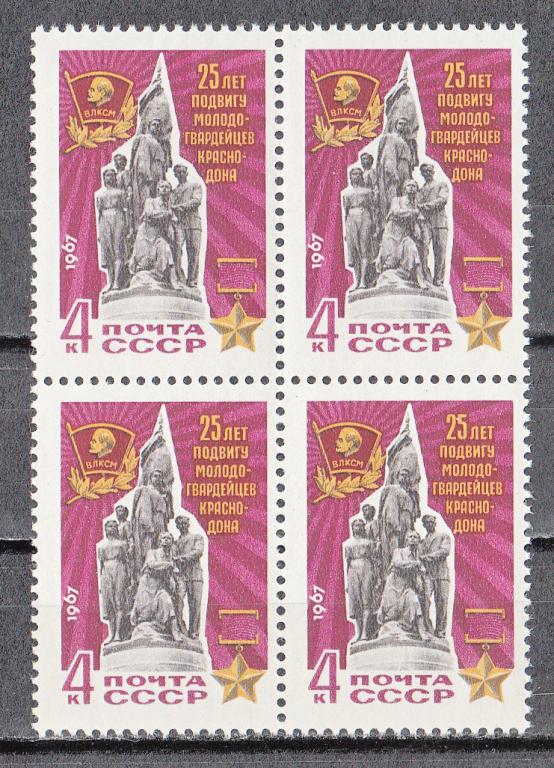 ВЛКСМ
25 ЛЕТ
ПОДВИГУ
МОЛОДО-
ГВАРДЕЙЦЕВ
КРАСНО-
ДОНА
1967
4 К
ПОЧТА
СССР
ВЛКСМ
25 ЛЕТ
ПОДВИГУ
МОЛОДО-
ГВАРДЕЙЦЕВ
КРАСНО-
ДОНА
1967
4 К
ПОЧТА
СССР
ВЛКСМ
25 ЛЕТ
ПОДВИГУ
МОЛОДО-
ГВАРДЕЙЦЕВ
КРАСНО-
ДОНА
1967
4 К
ПОЧТА
СССР
ВЛКСМ
25 ЛЕТ
ПОДВИГУ
МОЛОДО-
ГВАРДЕЙЦЕВ
КРАСНО-
ДОНА
1967
4 К
ПОЧТА
СССР